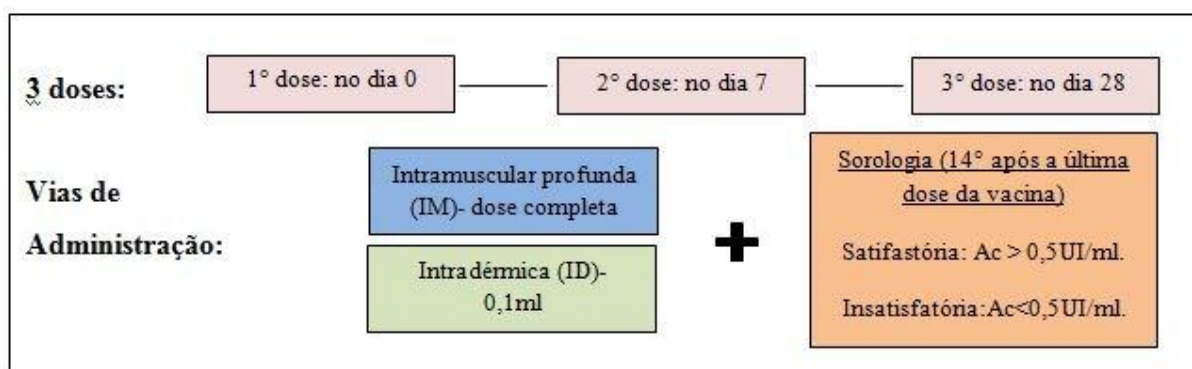 3 doses:
1° dose: no dia 0
2° dose: no dia 7
3° dose: no dia 28
Vias de
Administração:
Intramuscular profunda
(IM)- dose completa
Intradérmica (ID)-
0,1ml
+
Sorologia (14° após a última
dose da vacina)
Satifastória: Ac > 0,5UI/ml.
Insatisfatória:Ac<0,5UI/ml.